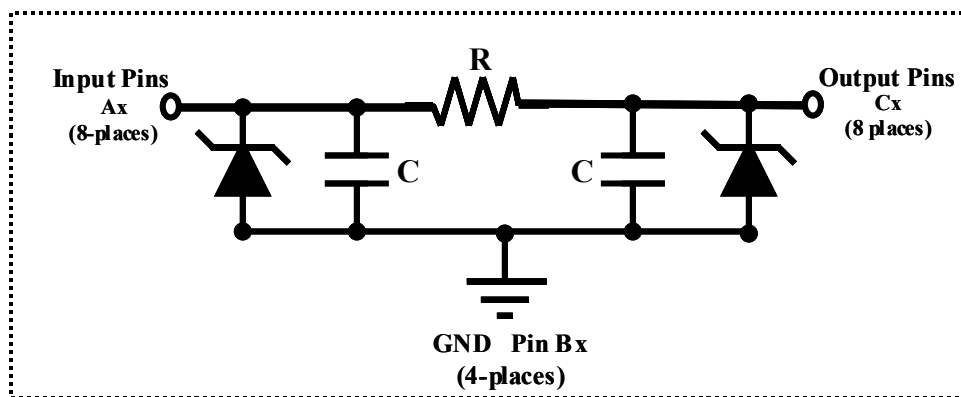 R
Input Pins
Ax
(8-places)
Output Pins
Cx
(8 places)
C
C
GND Pin Bx
(4-places)